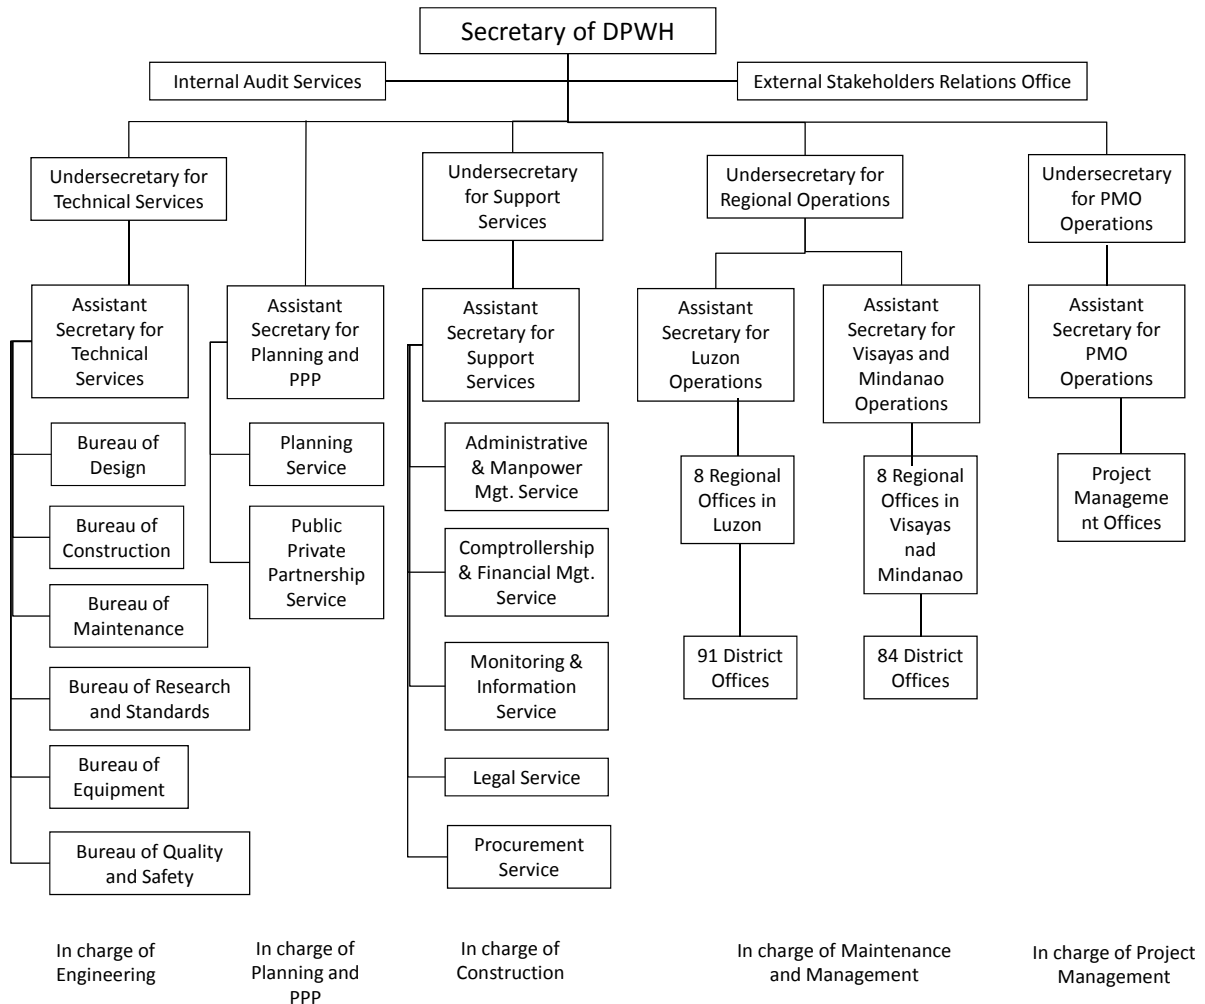 Secretary of DPWH
Internal Audit Services
External Stakeholders Relations Office
Undersecretary for
Technical Services
Undersecretary
for Support
Services
Undersecretary for
Regional Operations
Undersecretary
for PMO
Operations
Assistant
Secretary for
Technical
Services
Assistant
Secretary for
Planning and
PPP
Assistant
Secretary for
Support
Services
Assistant
Secretary for
Luzon
Operations
Assistant
Secretary for
Visayas and
Mindanao
Operations
Assistant
Secretary for
PMO
Operations
Bureau of
Design
Bureau of
Construction
Bureau of
Maintenance
Bureau of Research
and Standards
Bureau of
Equipment
Bureau of Quality
and Safety
Planning
Service
Public
Private
Partnership
Service
Administrative
& Manpower
Mgt. Service
Comptrollership
& Financial Mgt.
Service
Monitoring &
Information
Service
Legal Service
Procurement
Service
8 Regional
Offices in
Luzon
91 District
Offices
8 Regional
Offices in
Visayas
nad
Mindanao
84 District
Offices
Project
Manageme
nt Offices
In charge of
Engineering
In charge of
Planning and
PPP
In charge of
Construction
In charge of Maintenance
and Management
In charge of Project
Management